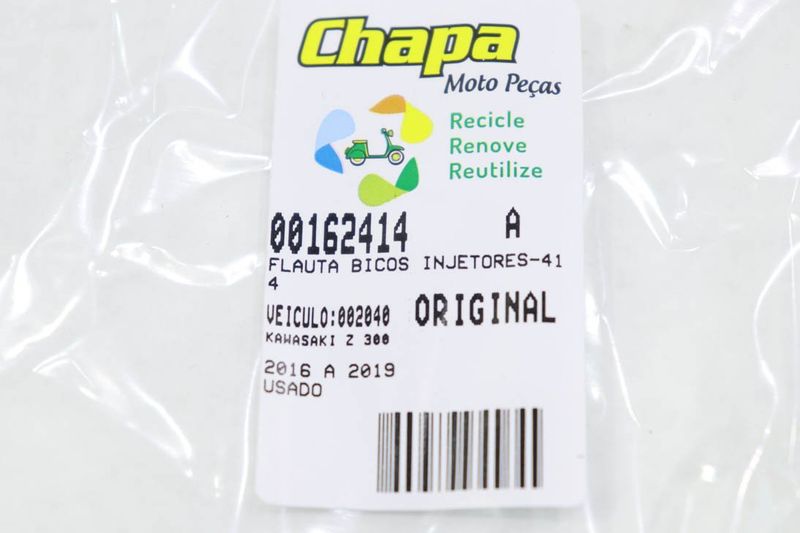 Chapa
Moto Peças
Recicle
Renove
Reutilize
00162414 A
FLAUTA BICOS INJETORES-41
4
VEICULO:002040 ORIGINAL
KAWASAKI Z 300
2016 A 2019
USADO